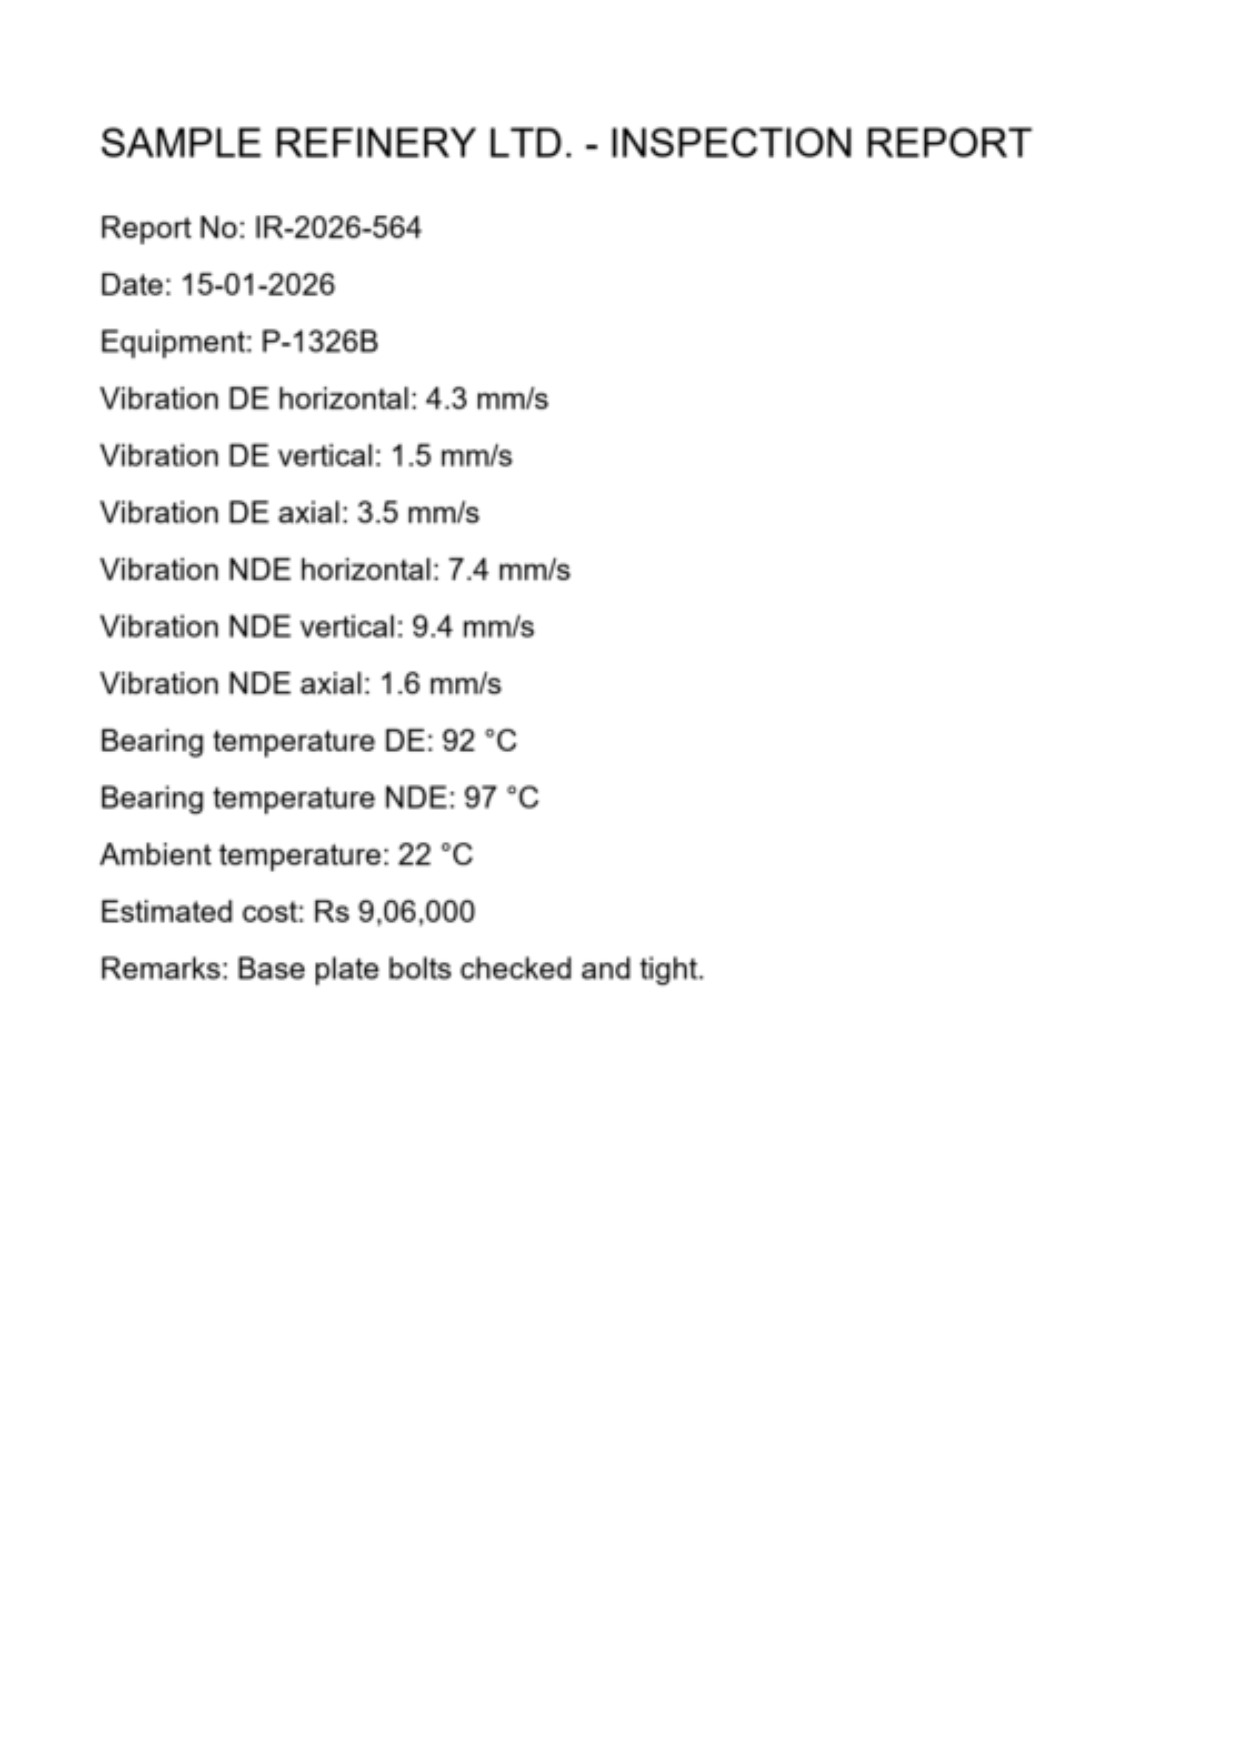 SAMPLE REFINERY LTD. - INSPECTION REPORT
Report No: IR-2026-564
Date: 15-01-2026
Equipment: P-1326B
Vibration DE horizontal: 4.3 mm/s
Vibration DE vertical: 1.5 mm/s
Vibration DE axial: 3.5 mm/s
Vibration NDE horizontal: 7.4 mm/s
Vibration NDE vertical: 9.4 mm/s
Vibration NDE axial: 1.6 mm/s
Bearing temperature DE: 92 °C
Bearing temperature NDE: 97 °C
Ambient temperature: 22 °C
Estimated cost: Rs 9,06,000
Remarks: Base plate bolts checked and tight.